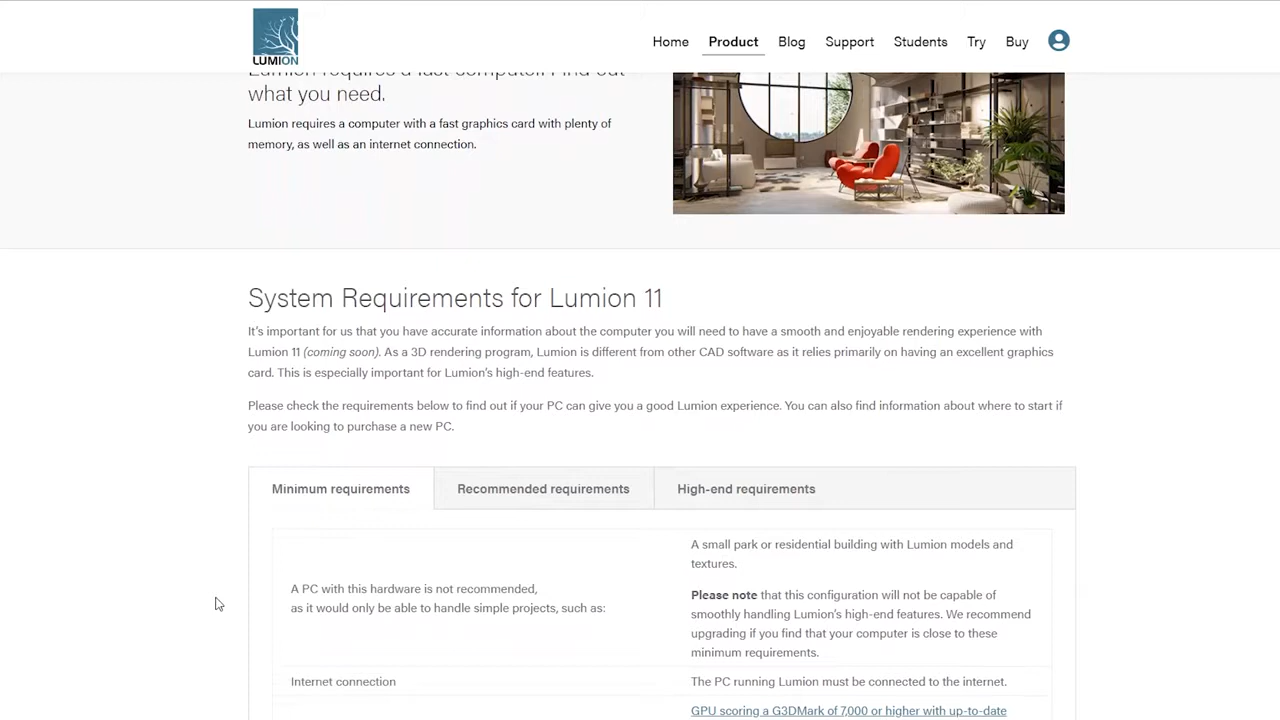 LUMION
Home
Product
Blog
Support
Students
Try
Buy
Lumion requires a fast computer. Find out
what you need.
Lumion requires a computer with a fast graphics card with plenty of
memory, as well as an internet connection.
System Requirements for Lumion 11
It's important for us that you have accurate information about the computer you will need to have a smooth and enjoyable rendering experience with
Lumion 11 (coming soon). As a 3D rendering program, Lumion is different from other CAD software as it relies primarily on having an excellent graphics
card. This is especially important for Lumion's high-end features.
Please check the requirements below to find out if your PC can give you a good Lumion experience. You can also find information about where to start if
you are looking to purchase a new PC.
Minimum requirements
Recommended requirements
High-end requirements
A PC with this hardware is not recommended,
as it would only be able to handle simple projects, such as:
A small park or residential building with Lumion models and
textures.
Please note that this configuration will not be capable of
smoothly handling Lumion's high-end features. We recommend
upgrading if you find that your computer is close to these
minimum requirements.
Internet connection
The PC running Lumion must be connected to the internet.
GPU scoring a G3DMark of 7,000 or higher with up-to-date